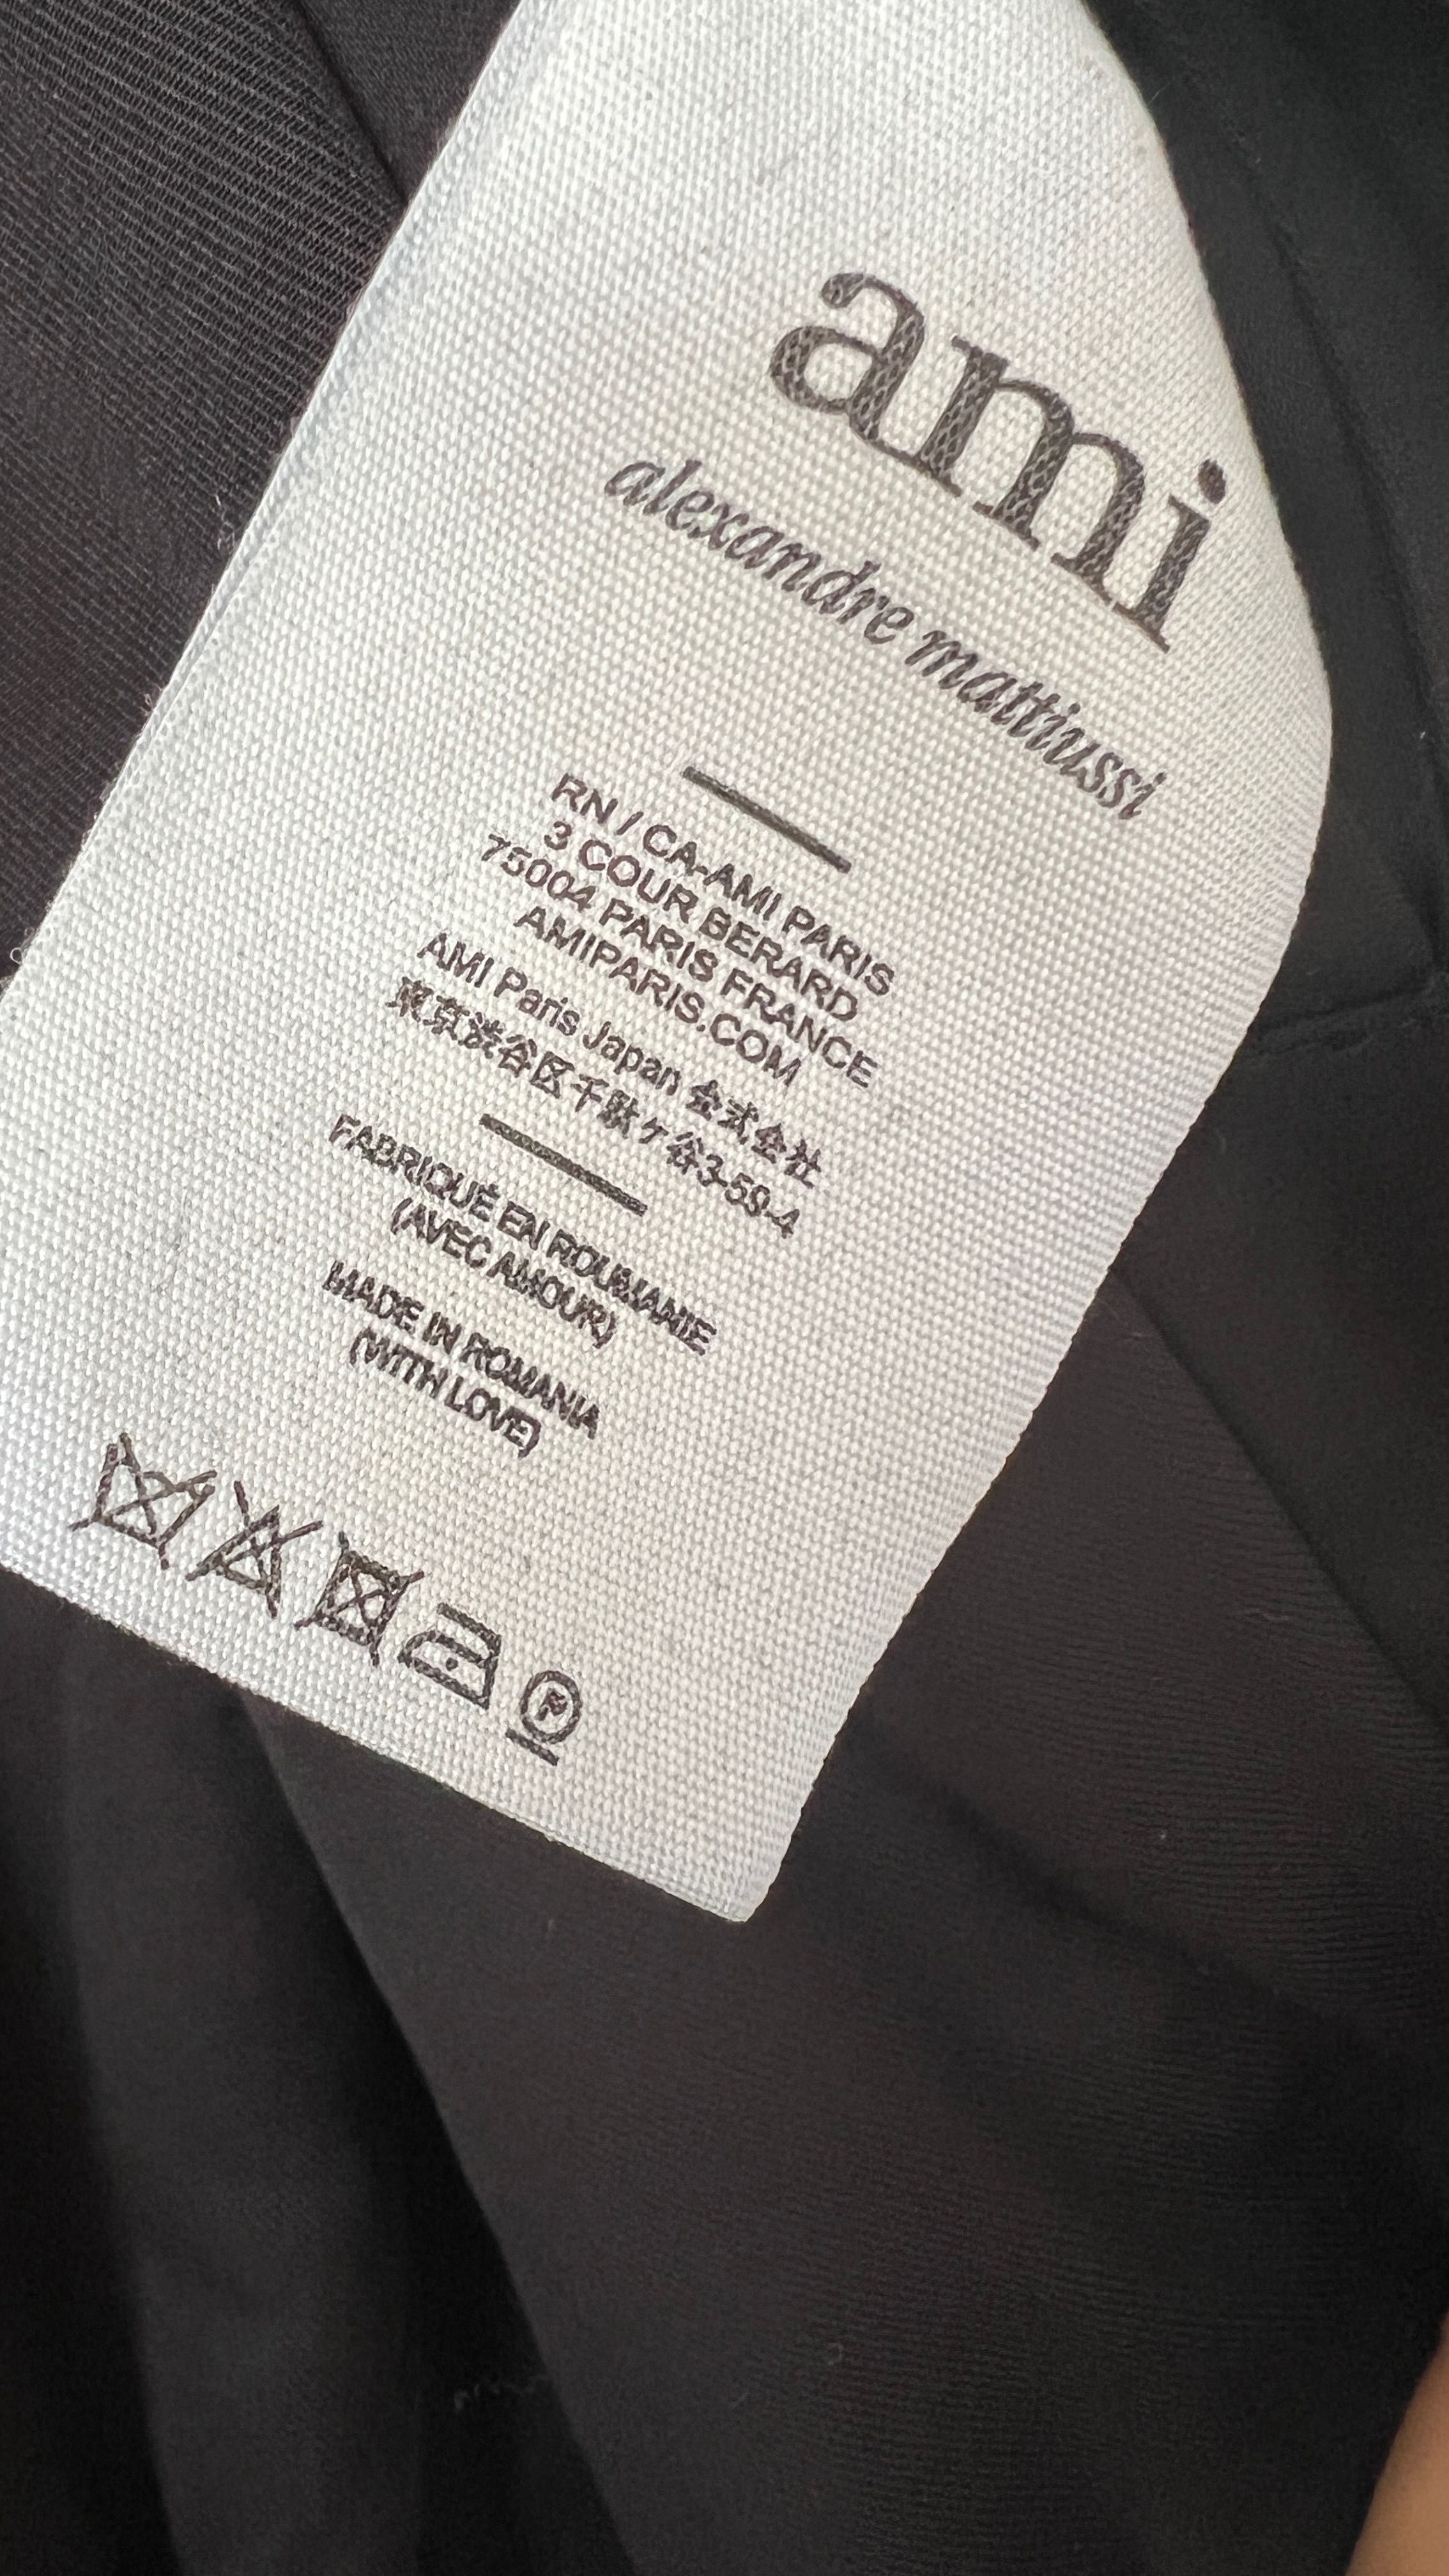 ami
alexandre mattiussi
RN / CA-AMI PARIS
3 COUR BERARD
75004 PARIS FRANCE
AMIPARIS.COM
AMI Paris Japan 会式会社
東京渋谷区千駄ヶ谷3-59-4
FABRIQUÉ EN ROUMANIE
(AVEC AMOUR)
MADE IN ROMANIA
(WITH LOVE)
P